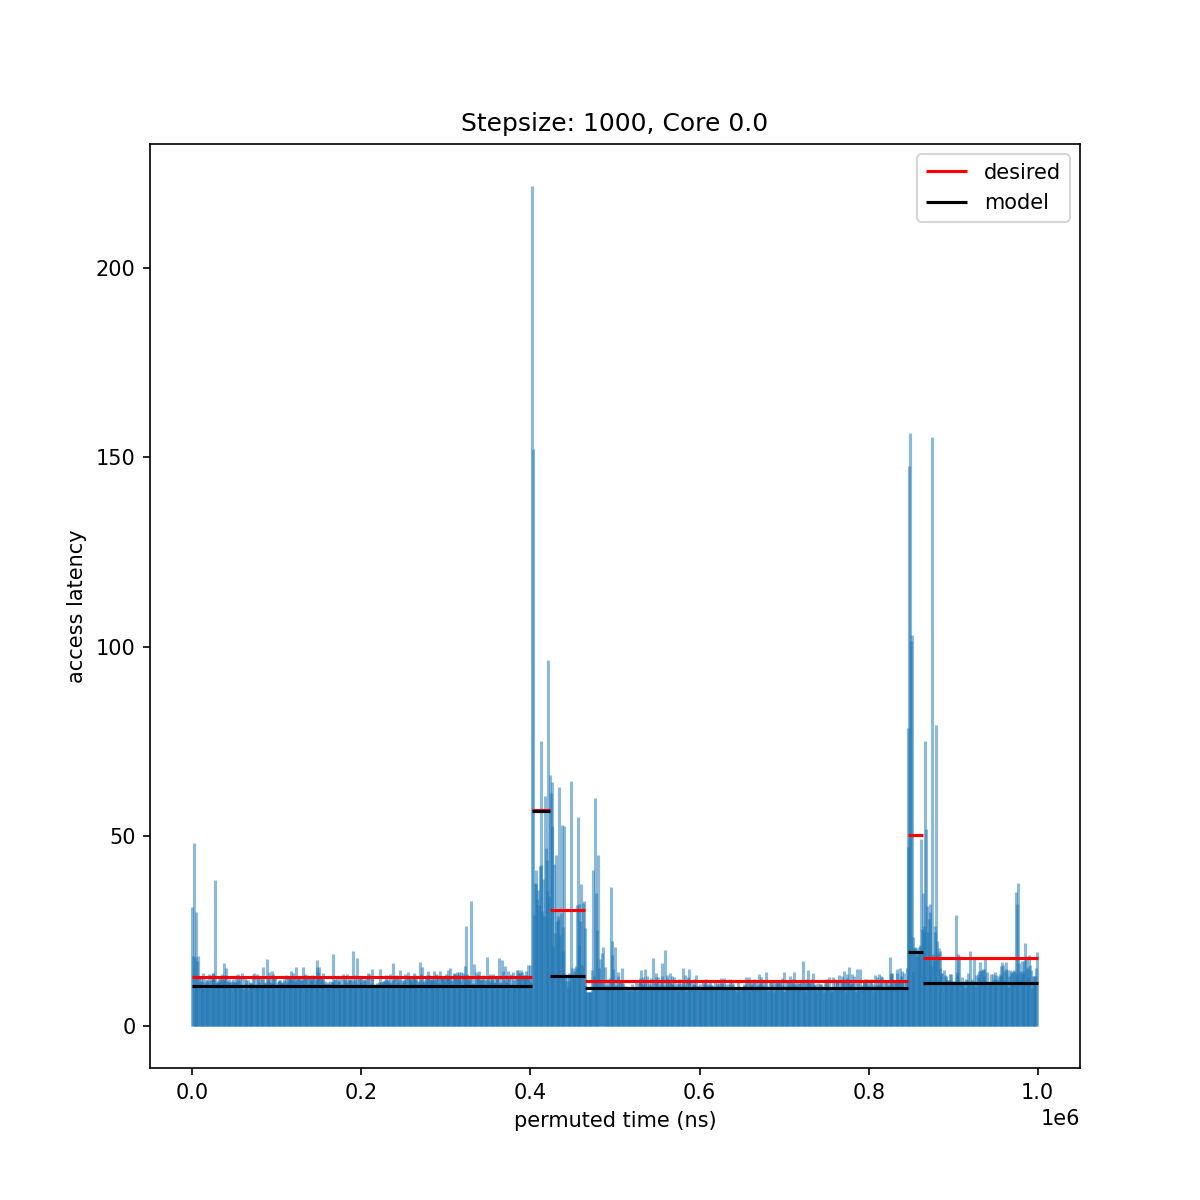 Stepsize: 1000, Core 0.0
desired
model
access latency
200
150
100
50
0
0.0 0.2 0.4 0.6 0.8 1.0
1e6
permuted time (ns)